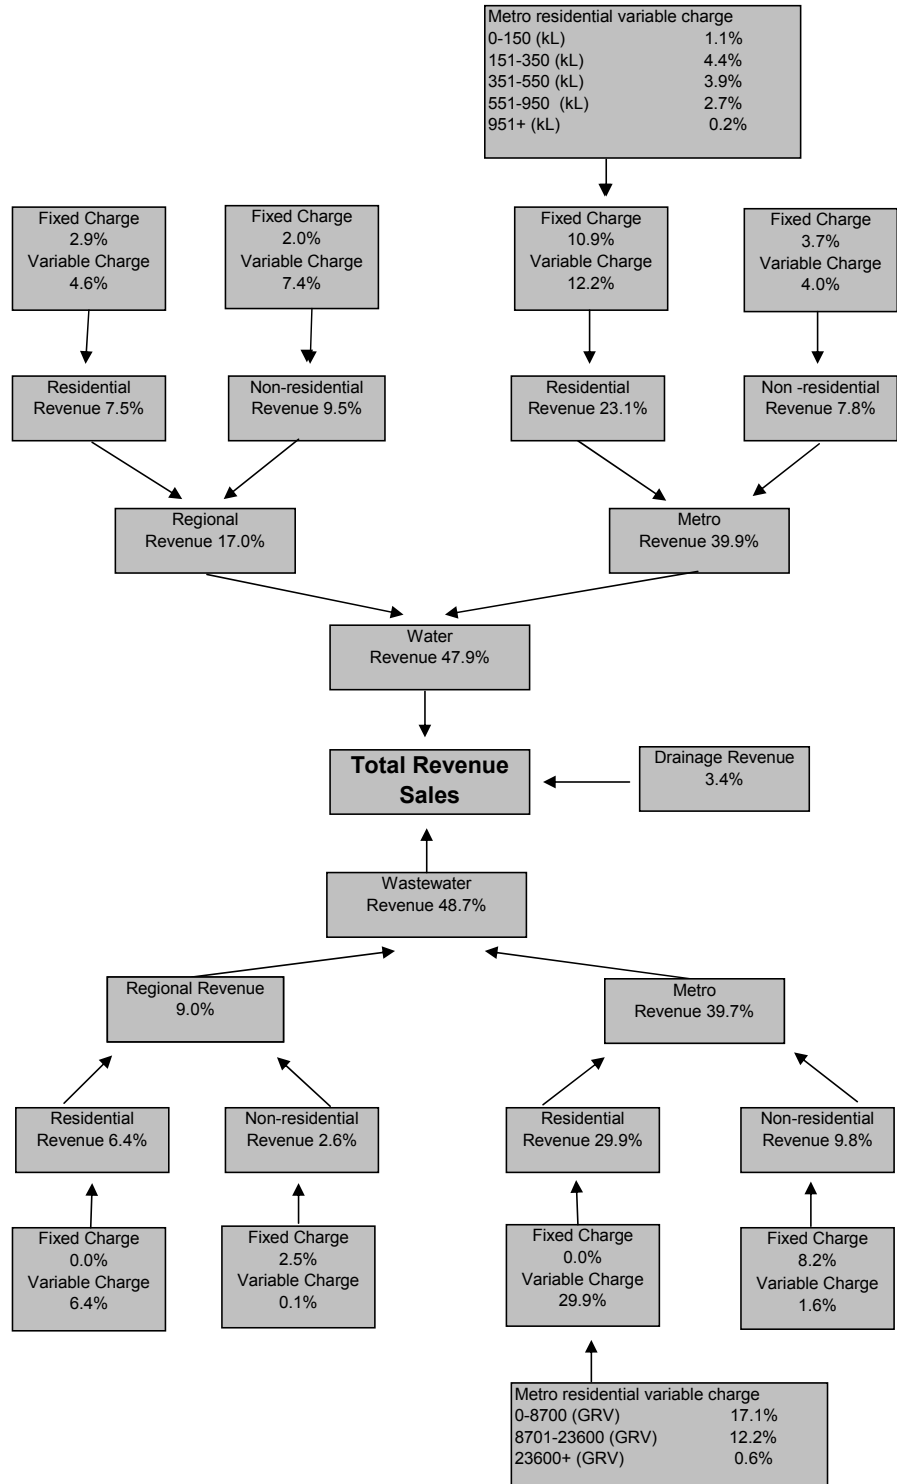 Metro residential variable charge
0-150 (kL) 1.1%
151-350 (kL) 4.4%
351-550 (kL) 3.9%
551-950 (kL) 2.7%
951+ (kL) 0.2%
Fixed Charge
2.9%
Variable Charge
4.6%
Fixed Charge
2.0%
Variable Charge
7.4%
Fixed Charge
10.9%
Variable Charge
12.2%
Fixed Charge
3.7%
Variable Charge
4.0%
Residential
Revenue 7.5%
Non-residential
Revenue 9.5%
Residential
Revenue 23.1%
Non -residential
Revenue 7.8%
Regional
Revenue 17.0%
Metro
Revenue 39.9%
Water
Revenue 47.9%
Total Revenue
Sales
Drainage Revenue
3.4%
Wastewater
Revenue 48.7%
Regional Revenue
9.0%
Metro
Revenue 39.7%
Residential
Revenue 6.4%
Non-residential
Revenue 2.6%
Residential
Revenue 29.9%
Non-residential
Revenue 9.8%
Fixed Charge
0.0%
Variable Charge
6.4%
Fixed Charge
2.5%
Variable Charge
0.1%
Fixed Charge
0.0%
Variable Charge
29.9%
Fixed Charge
8.2%
Variable Charge
1.6%
Metro residential variable charge
0-8700 (GRV) 17.1%
8701-23600 (GRV) 12.2%
23600+ (GRV) 0.6%